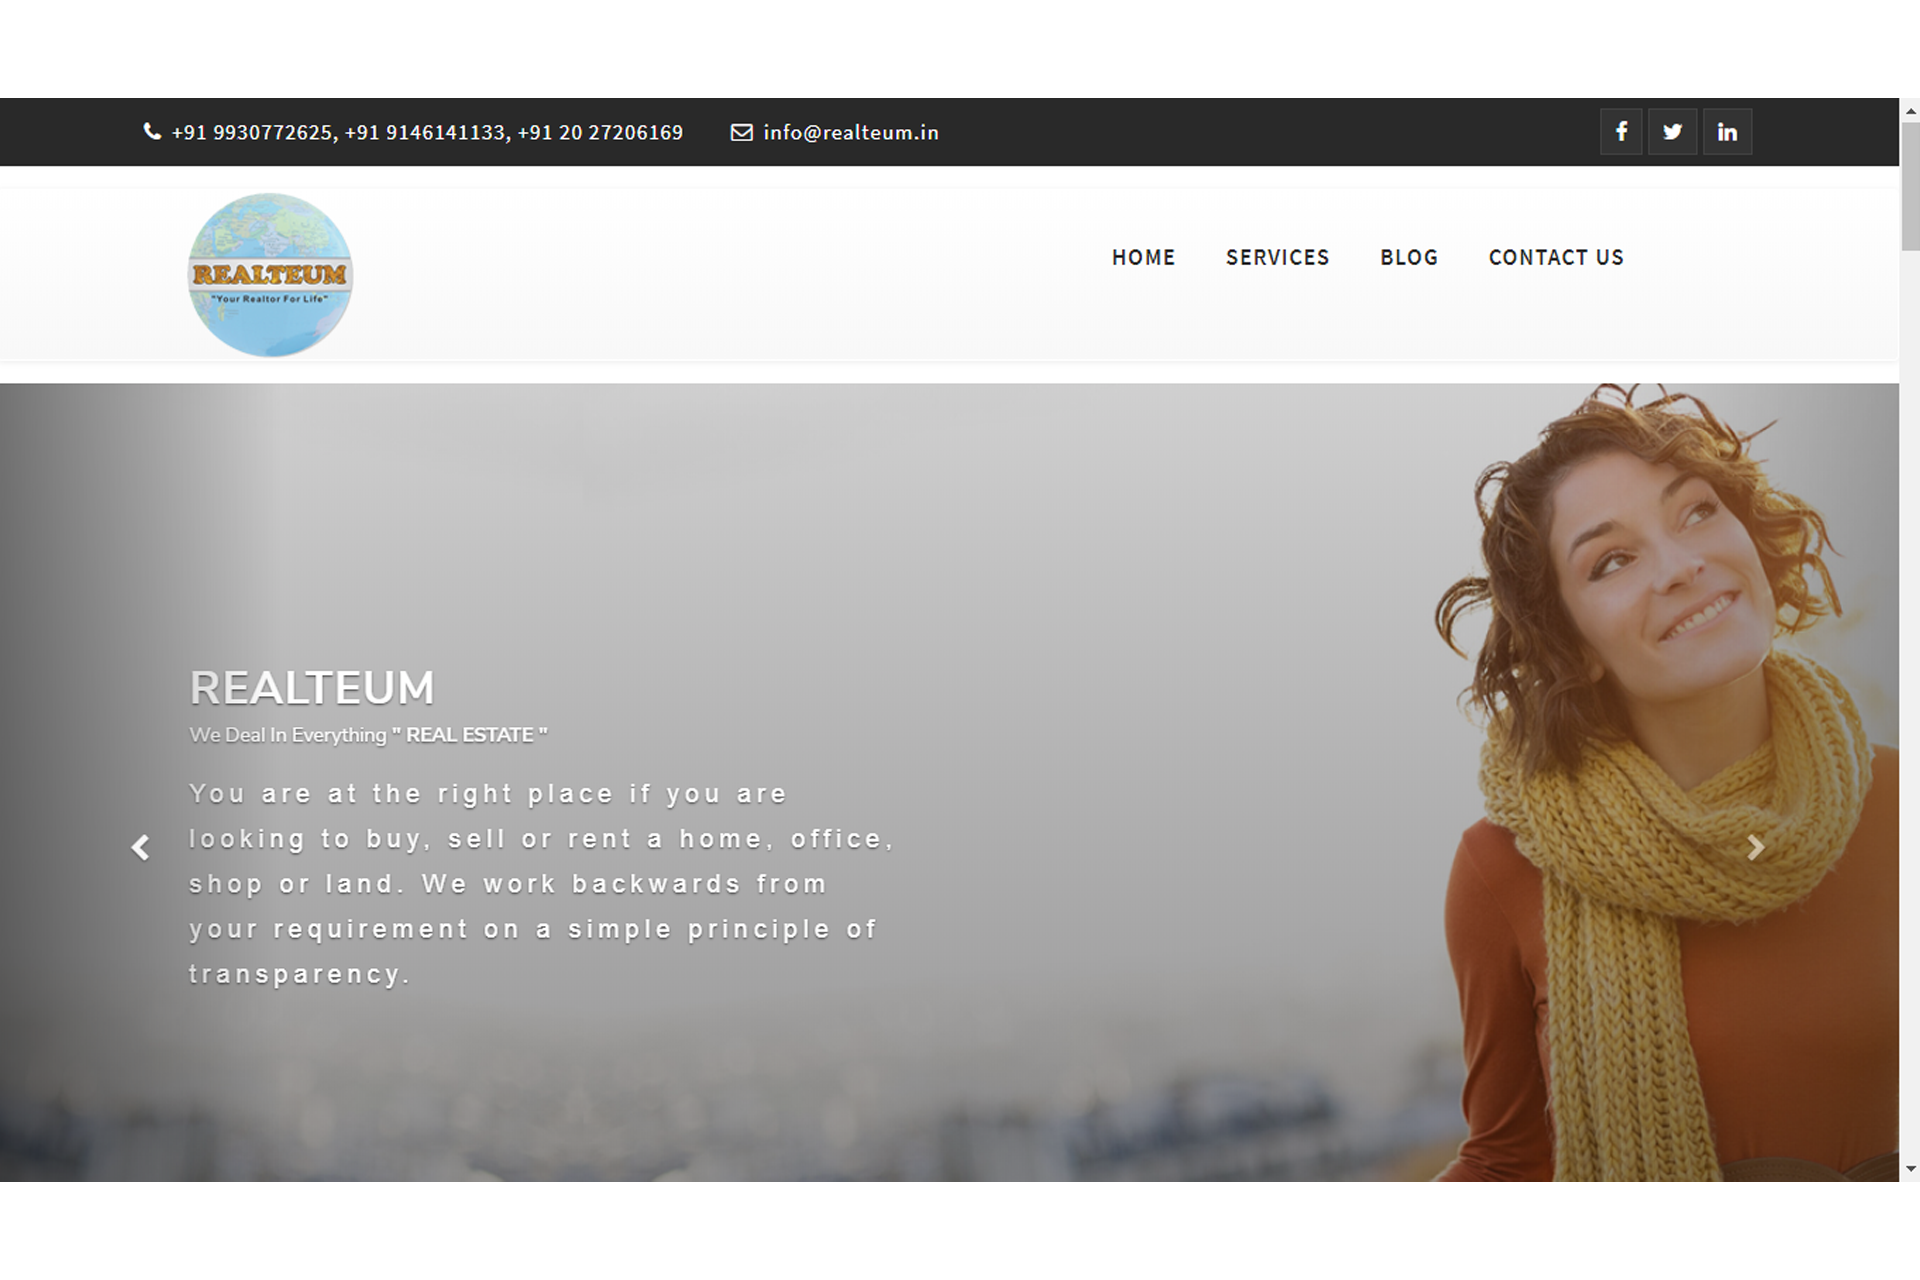 +91 9930772625, +91 9146141133, +91 20 27206169 info@realteum.in
REALTEUM
"Your Realtor For Life"
HOME SERVICES BLOG CONTACT US
REALTEUM
We Deal In Everything " REAL ESTATE "
You are at the right place if you are
looking to buy, sell or rent a home, office,
shop or land. We work backwards from
your requirement on a simple principle of
transparency.